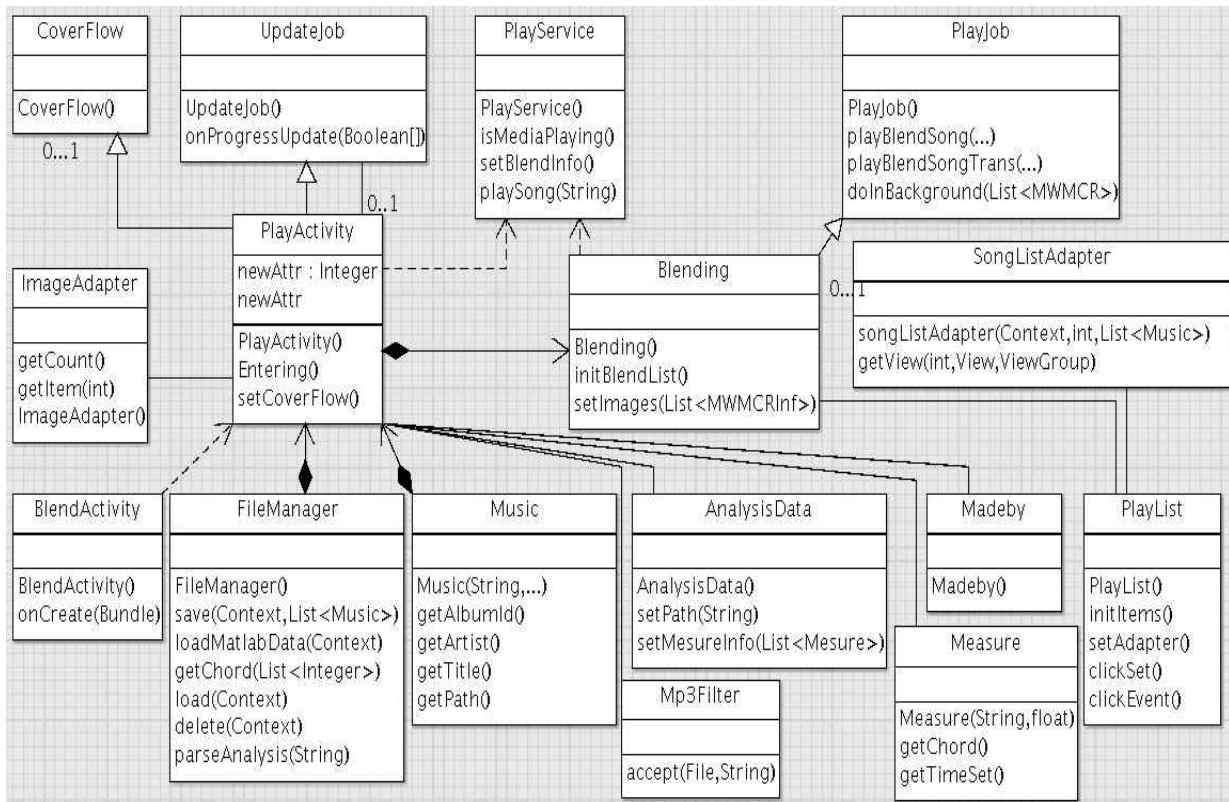 CoverFlow
CoverFlow()
0...1
UpdateJob
UpdateJob()
onProgressUpdate(Boolean[])
0..1
PlayService
PlayService()
isMediaPlaying()
setBlendInfo()
playSong(String)
PlayJob
PlayJob()
playBlendSong(...)
playBlendSongTrans(...)
doInBackground(List<MWMCR>)
PlayActivity
newAttr : Integer
newAttr
PlayActivity()
Entering()
setCoverFlow()
ImageAdapter
getCount()
getItem(int)
ImageAdapter()
Blending
Blending()
initBlendList()
setImages(List<MWMCRInf>)
0...1
SongListAdapter
songListAdapter(Context,int,List<Music>)
getView(int,View,ViewGroup)
BlendActivity
BlendActivity()
onCreate(Bundle)
FileManager
FileManager()
save(Context,List<Music>)
loadMatlabData(Context)
getChord(List<Integer>)
load(Context)
delete(Context)
parseAnalysis(String)
Music
Music(String,...)
getAlbumId()
getArtist()
getTitle()
getPath()
AnalysisData
AnalysisData()
setPath(String)
setMesureInfo(List<Mesure>)
Mp3Filter
accept(File,String)
Madeby
Madeby()
Measure
Measure(String,float)
getChord()
getTimeSet()
PlayList
PlayList()
initItems()
setAdapter()
clickSet()
clickEvent()